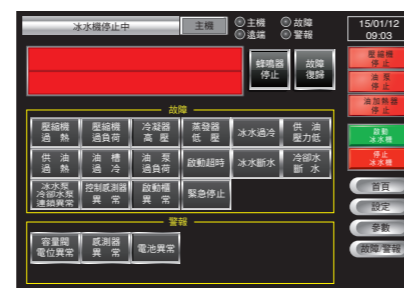 冰水機停止中 主機 主機 故障 15/01/12
遠端 警報 09:03
蜂鳴器 故障
停止 復歸
壓縮機
停止
油泵
停止
油加熱器
停止
啟動
冰水機
停止
冰水機
故障
壓縮機 壓縮機 冷凝器 蒸發器 冰水過冷 供油
過熱 過負荷 高壓 低壓 壓力低
供油 油槽 油泵 啟動超時 冰水斷水 冷卻水
過熱 過冷 過負荷 斷水
冰水泵 控制感測器 啟動櫃 緊急停止
冷卻水泵 異常 異常
連鎖異常
警報
容量閥 感測器 電池異常
電位異常 異常
首頁
設定
參數
故障 警報